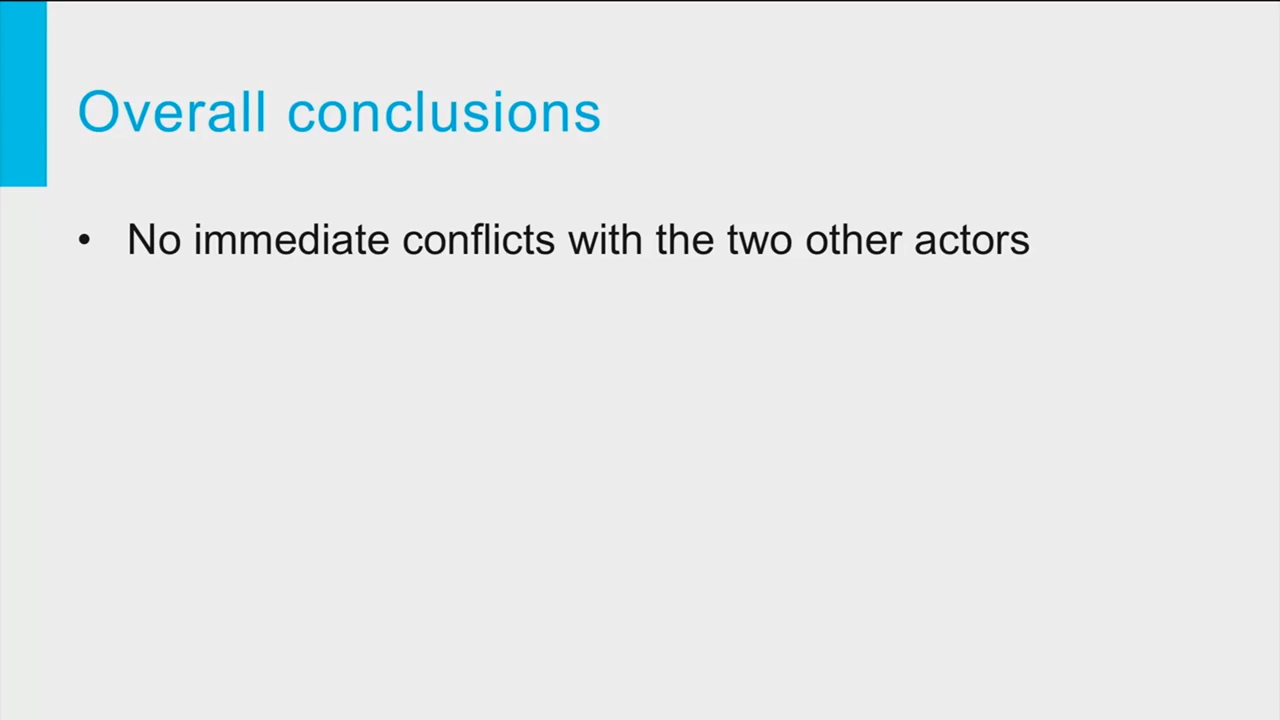 Overall conclusions
• No immediate conflicts with the two other actors